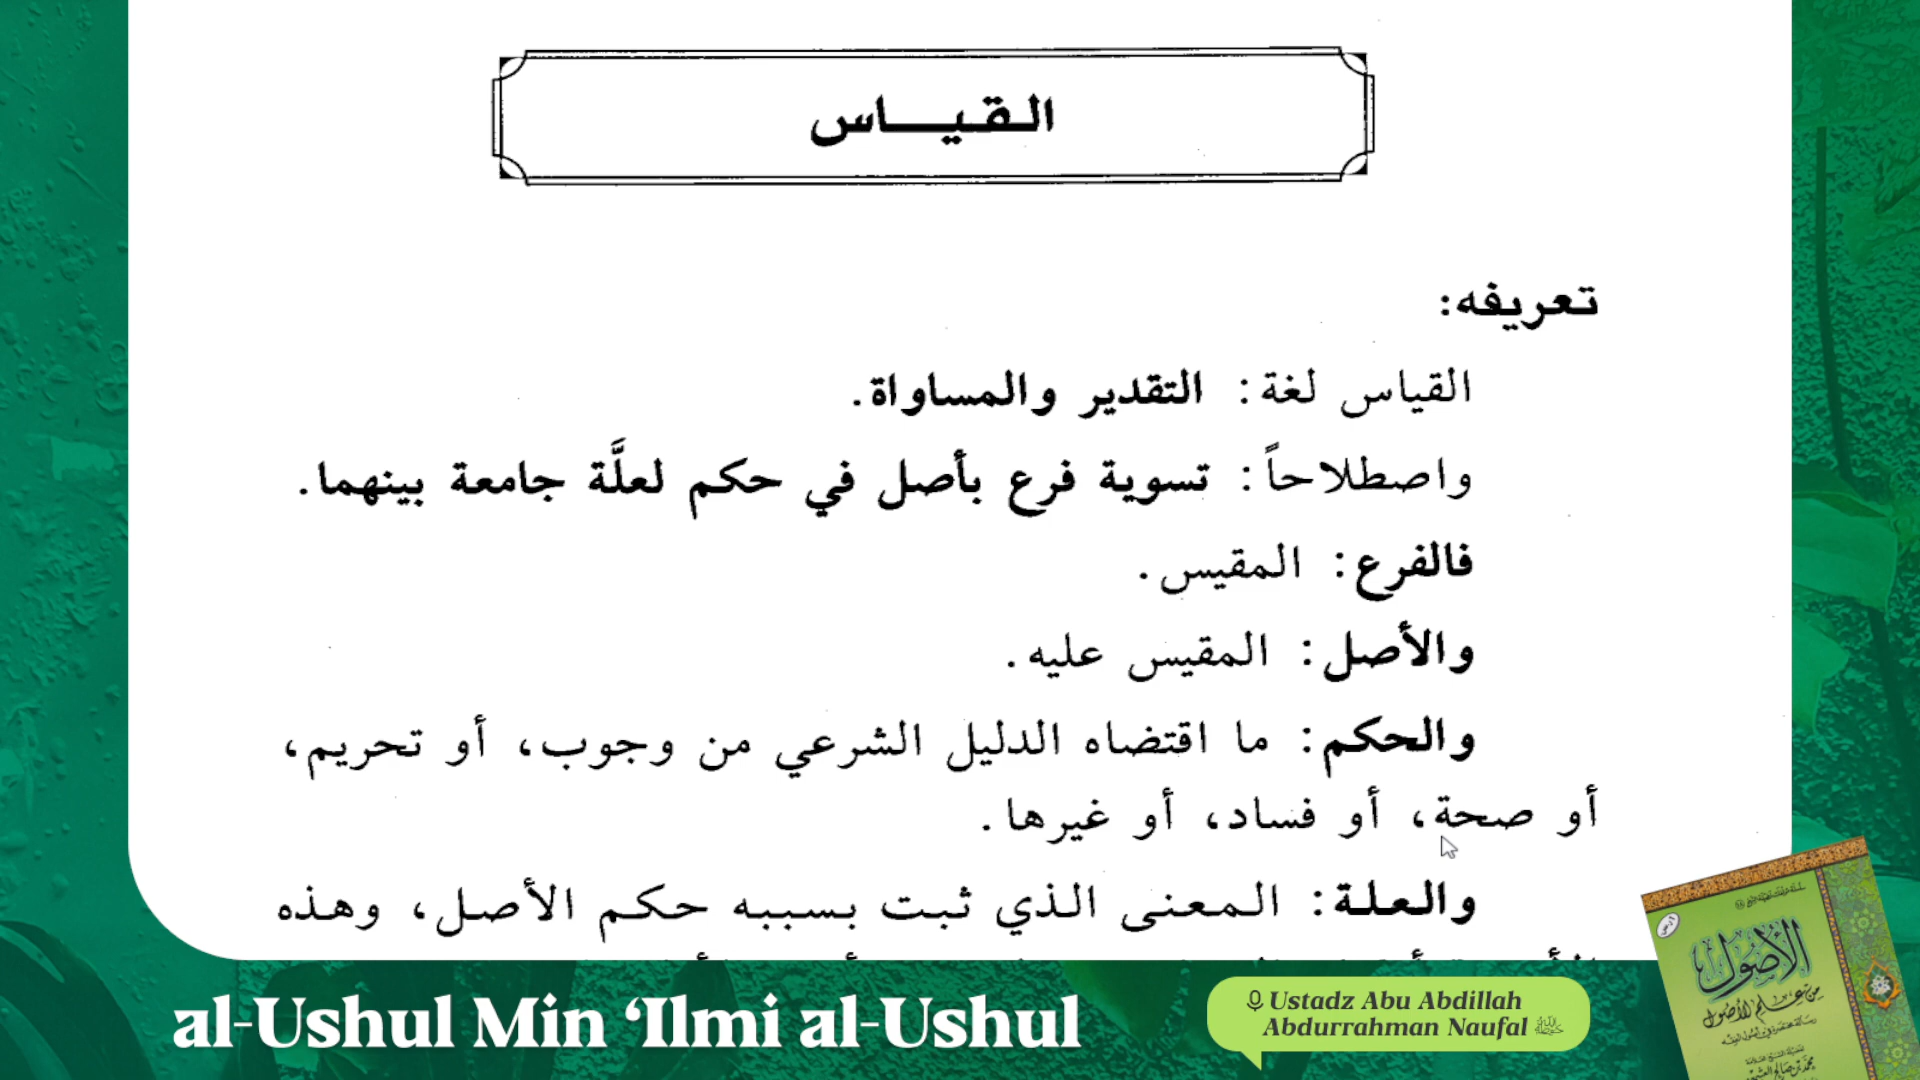 القياس
تعريفه:
القياس لغة: التقدير والمساواة.
واصطلاحاً: تسوية فرع بأصل في حكم لعلَّة جامعة بينهما.
فالفرع: المقيس.
والأصل: المقيس عليه.
والحكم: ما اقتضاه الدليل الشرعي من وجوب، أو تحريم،
أو صحة، أو فساد، أو غيرها.
والعلة: المعنى الذي ثبت بسببه حكم الأصل، وهذه
al-Ushul Min ‘Ilmi al-Ushul
Ustadz Abu Abdillah
Abdurrahman Naufal
الأصول
من علم الأصول